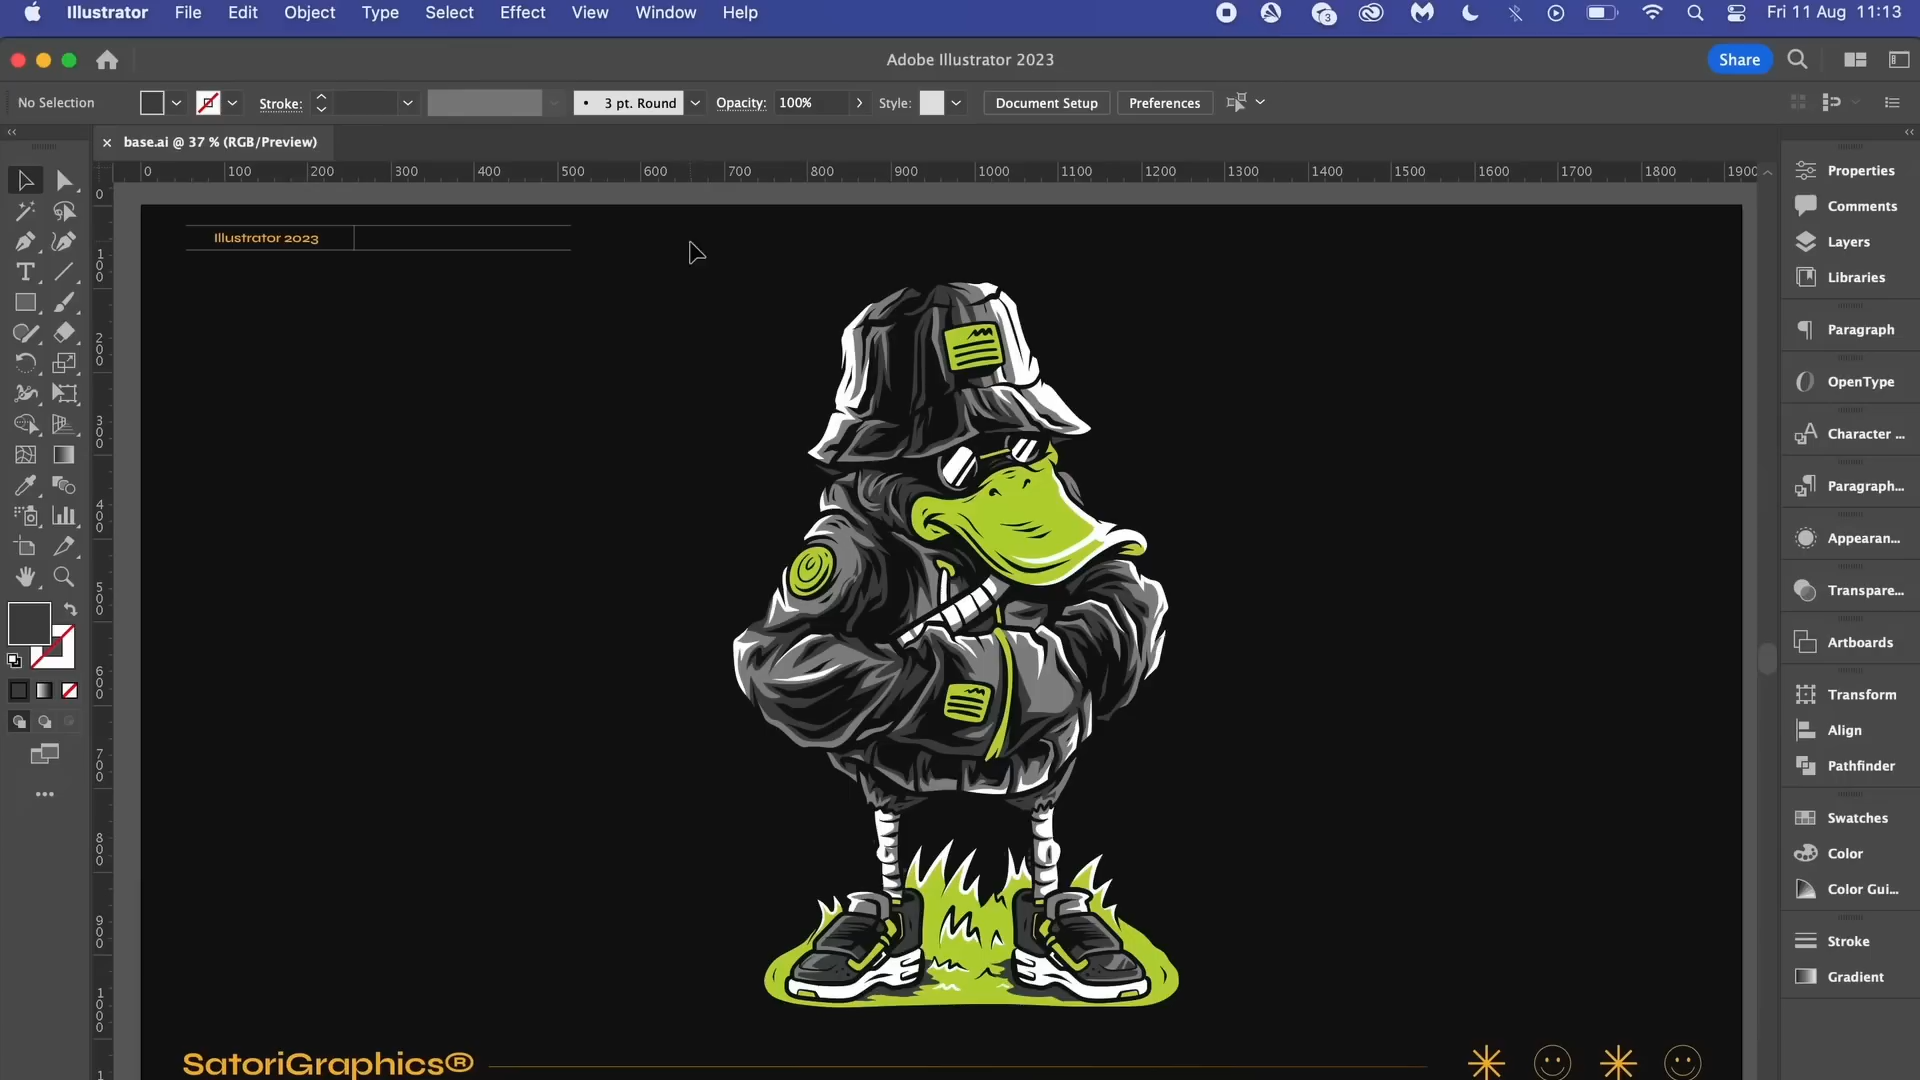 Illustrator File Edit Object Type Select Effect View Window Help 3 Fri 11 Aug 11:13
Adobe Illustrator 2023 Share
No Selection Stroke: 3 pt. Round Opacity: 100% Style: Document Setup Preferences
base.ai @ 37 % (RGB/Preview)
0 100 200 300 400 500 600 700 800 900 1000 1100 1200 1300 1400 1500 1600 1700 1800 1900
0
100
200
300
400
500
600
700
800
900
1000
1
Illustrator 2023
SatoriGraphics®
Properties
Comments
Layers
Libraries
Paragraph
OpenType
Character ...
Paragraph...
Appearan...
Transpare...
Artboards
Transform
Align
Pathfinder
Swatches
Color
Color Gui...
Stroke
Gradient